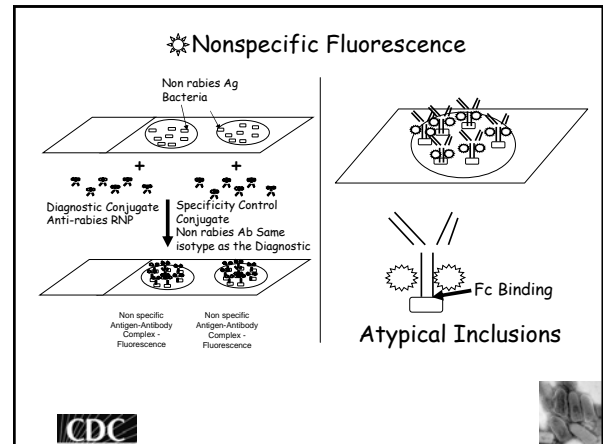 Nonspecific Fluorescence
Non rabies Ag
Bacteria
+
+
Diagnostic Conjugate
Anti-rabies RNP
Specificity Control
Conjugate
Non rabies Ab Same
isotype as the Diagnostic
Non specific
Antigen-Antibody
Complex -
Fluorescence
Non specific
Antigen-Antibody
Complex -
Fluorescence
Fc Binding
Atypical Inclusions
CDC